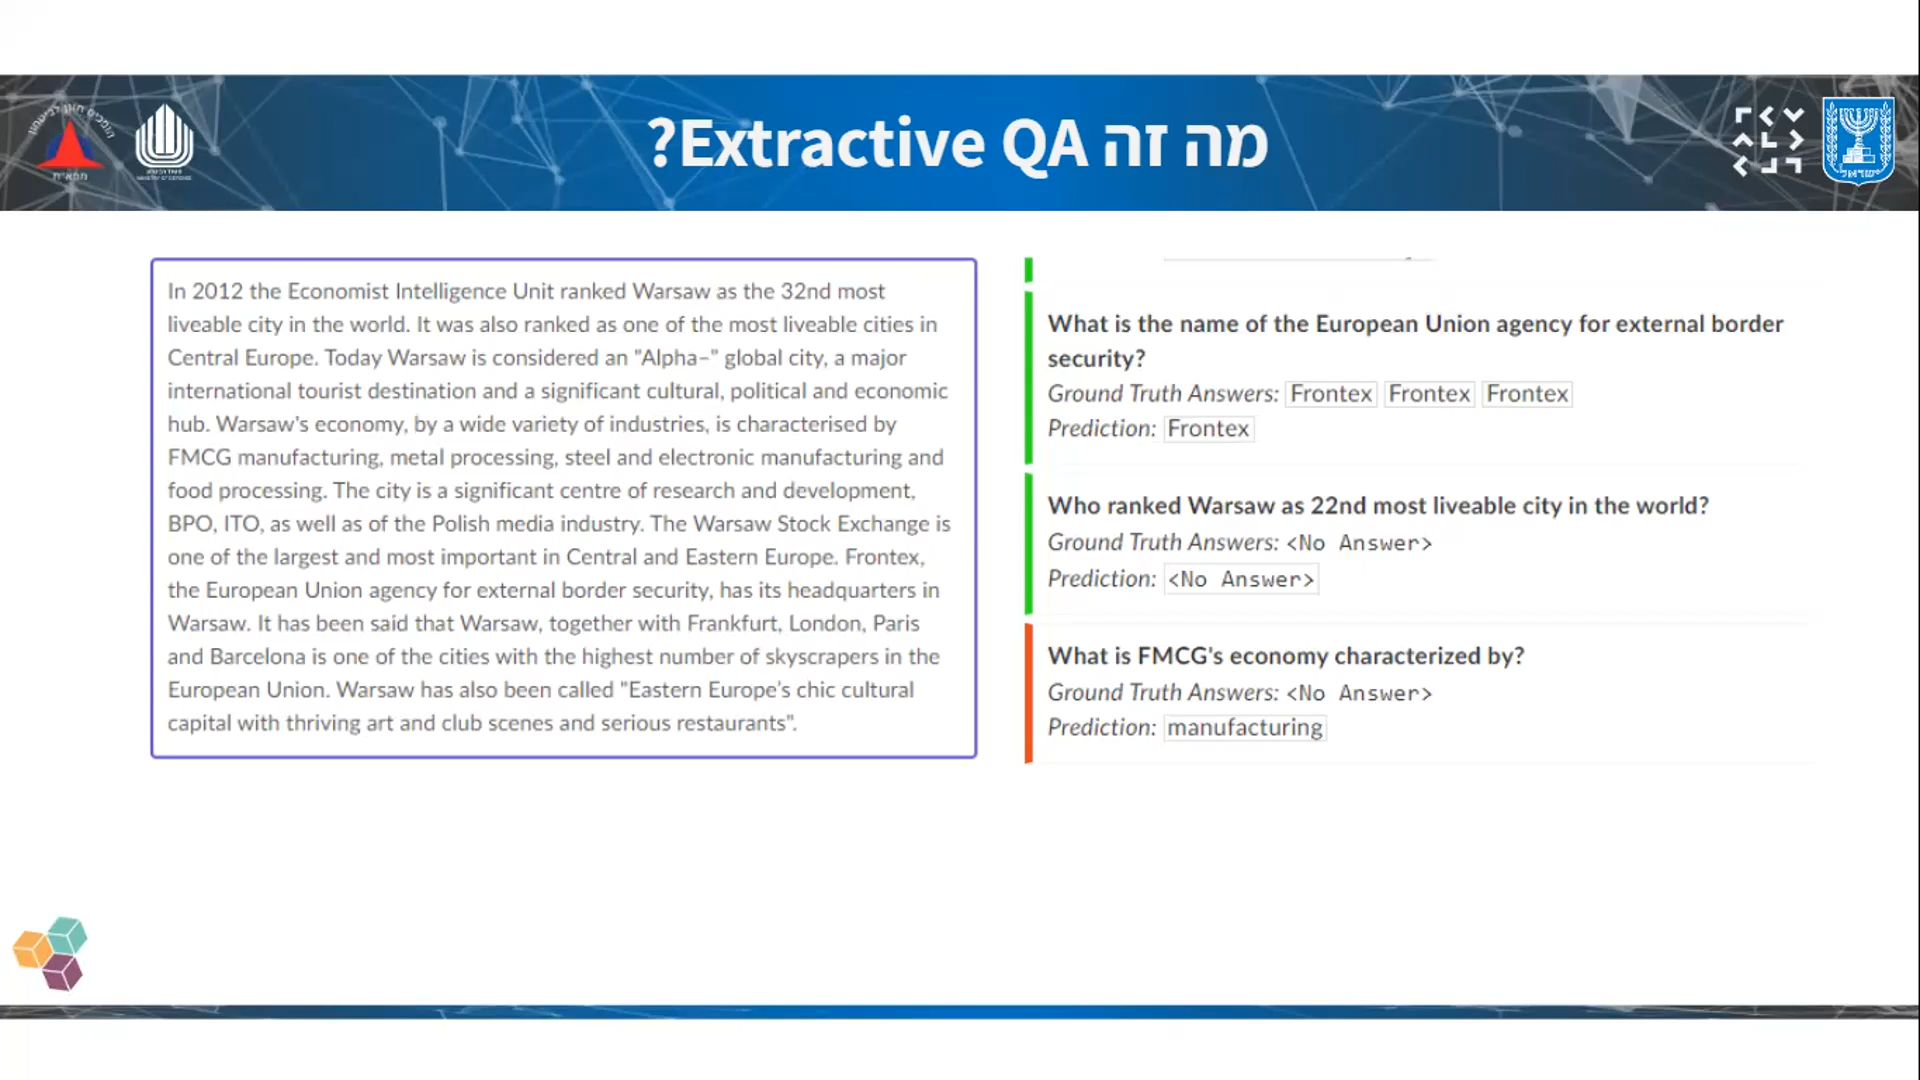 מה זה Extractive QA?
In 2012 the Economist Intelligence Unit ranked Warsaw as the 32nd most
liveable city in the world. It was also ranked as one of the most liveable cities in
Central Europe. Today Warsaw is considered an "Alpha–" global city, a major
international tourist destination and a significant cultural, political and economic
hub. Warsaw's economy, by a wide variety of industries, is characterised by
FMCG manufacturing, metal processing, steel and electronic manufacturing and
food processing. The city is a significant centre of research and development,
BPO, ITO, as well as of the Polish media industry. The Warsaw Stock Exchange is
one of the largest and most important in Central and Eastern Europe. Frontex,
the European Union agency for external border security, has its headquarters in
Warsaw. It has been said that Warsaw, together with Frankfurt, London, Paris
and Barcelona is one of the cities with the highest number of skyscrapers in the
European Union. Warsaw has also been called "Eastern Europe's chic cultural
capital with thriving art and club scenes and serious restaurants".
What is the name of the European Union agency for external border
security?
Ground Truth Answers: Frontex Frontex Frontex
Prediction: Frontex
Who ranked Warsaw as 22nd most liveable city in the world?
Ground Truth Answers: <No Answer>
Prediction: <No Answer>
What is FMCG's economy characterized by?
Ground Truth Answers: <No Answer>
Prediction: manufacturing
ישראל